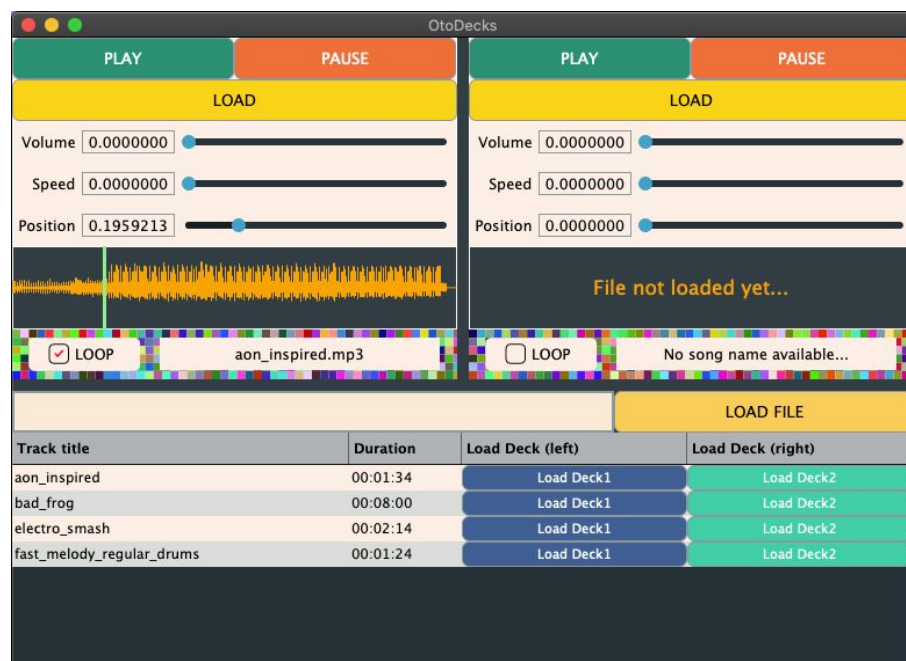 OtoDecks
PLAY PAUSE PLAY PAUSE
LOAD LOAD
Volume 0.0000000 Volume 0.0000000
Speed 0.0000000 Speed 0.0000000
Position 0.1959213 Position 0.0000000
File not loaded yet...
LOOP aon_inspired.mp3 LOOP No song name available...
LOAD FILE
Track title Duration Load Deck (left) Load Deck (right)
aon_inspired 00:01:34 Load Deck1 Load Deck2
bad_frog 00:08:00 Load Deck1 Load Deck2
electro_smash 00:02:14 Load Deck1 Load Deck2
fast_melody_regular_drums 00:01:24 Load Deck1 Load Deck2